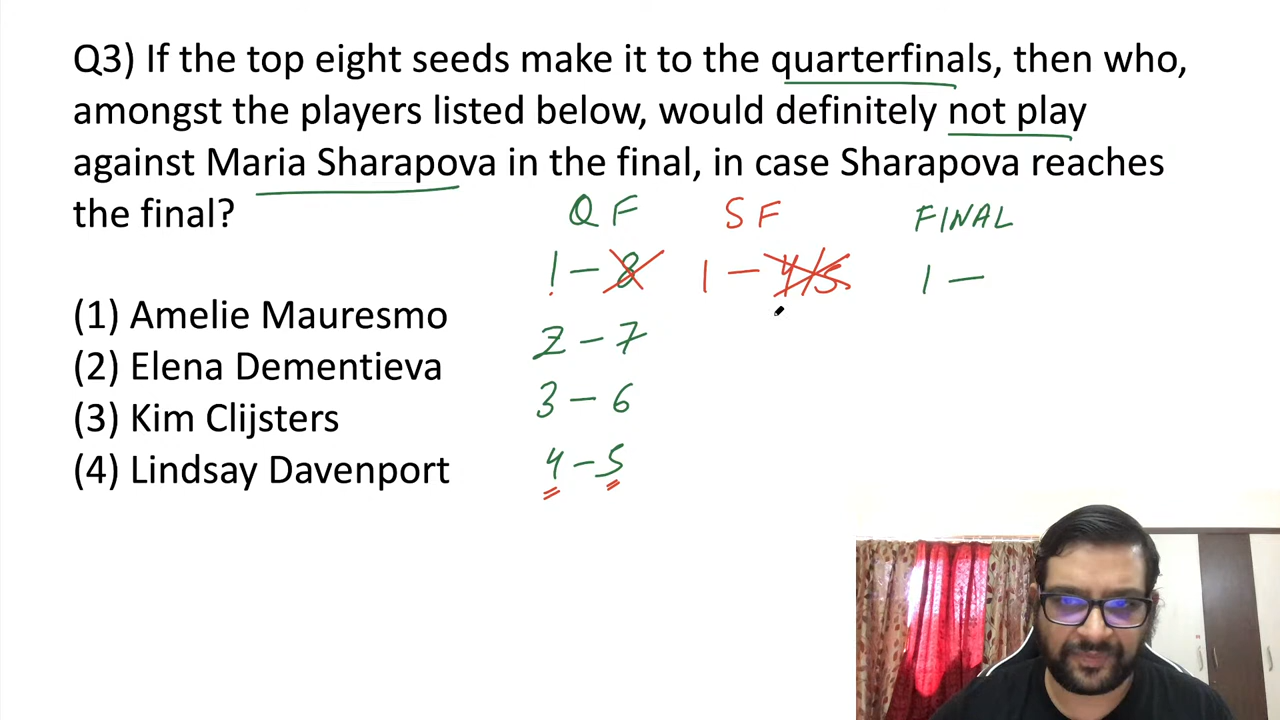 Q3) If the top eight seeds make it to the quarterfinals, then who,
amongst the players listed below, would definitely not play
against Maria Sharapova in the final, in case Sharapova reaches
the final?
QF SF FINAL
1 – 8 1 – 4/5 1 –
(1) Amelie Mauresmo
2 – 7
(2) Elena Dementieva
3 – 6
(3) Kim Clijsters
(4) Lindsay Davenport
4 – 5